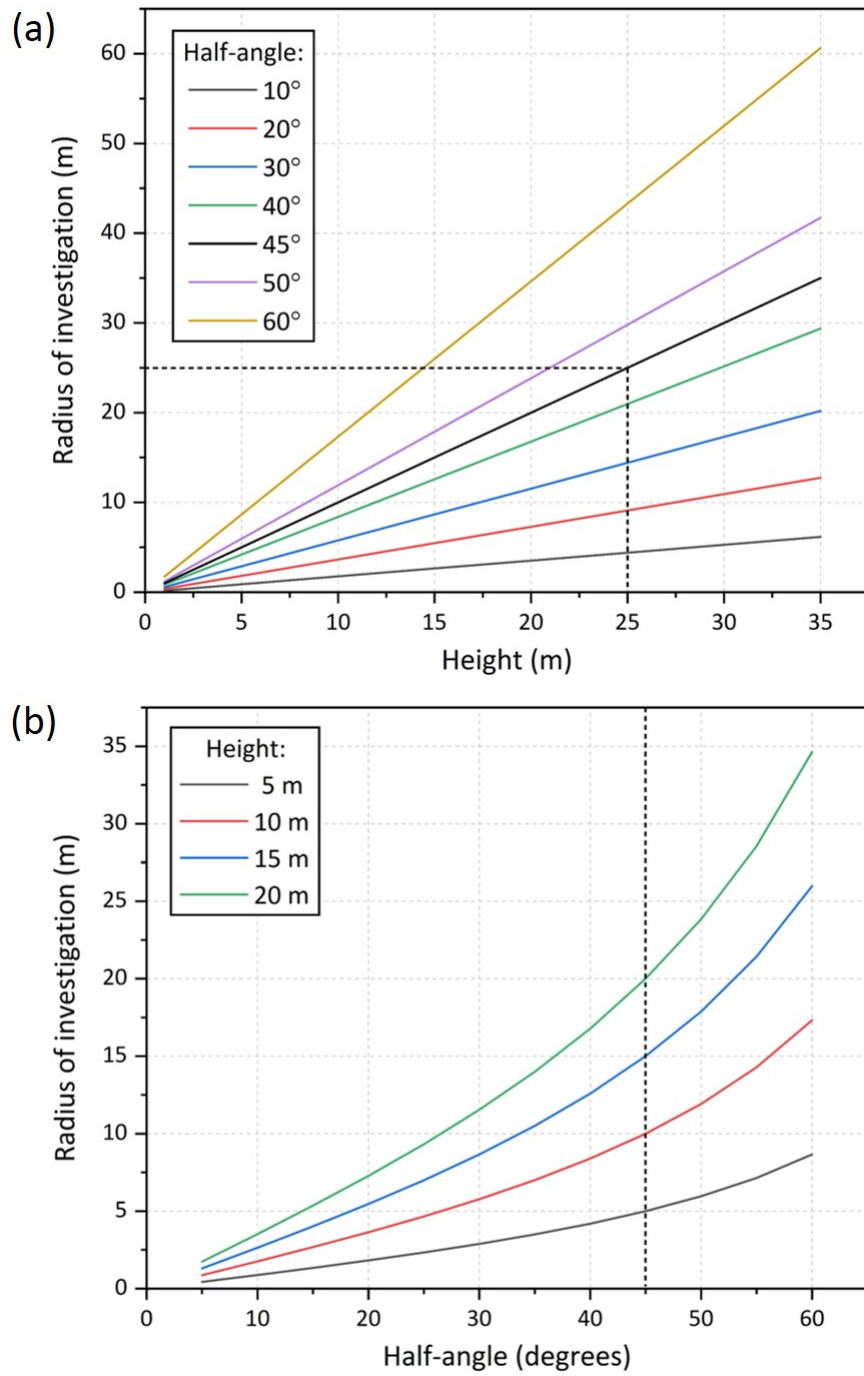 (a)
Radius of investigation (m)
60
50
40
30
20
10
0
Half-angle:
10°
20°
30°
40°
45°
50°
60°
0 5 10 15 20 25 30 35
Height (m)
(b)
Radius of investigation (m)
35
30
25
20
15
10
5
0
Height:
5 m
10 m
15 m
20 m
0 10 20 30 40 50 60
Half-angle (degrees)